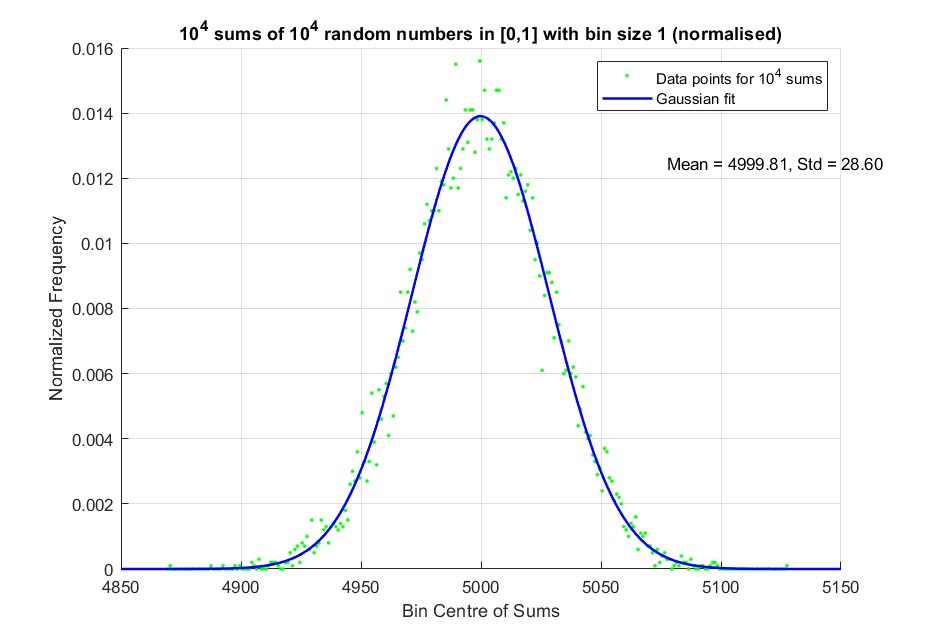 10^4 sums of 10^4 random numbers in [0,1] with bin size 1 (normalised)
Data points for 10^4 sums
Gaussian fit
Mean = 4999.81, Std = 28.60
Normalized Frequency
0.016
0.014
0.012
0.01
0.008
0.006
0.004
0.002
0
4850 4900 4950 5000 5050 5100 5150
Bin Centre of Sums